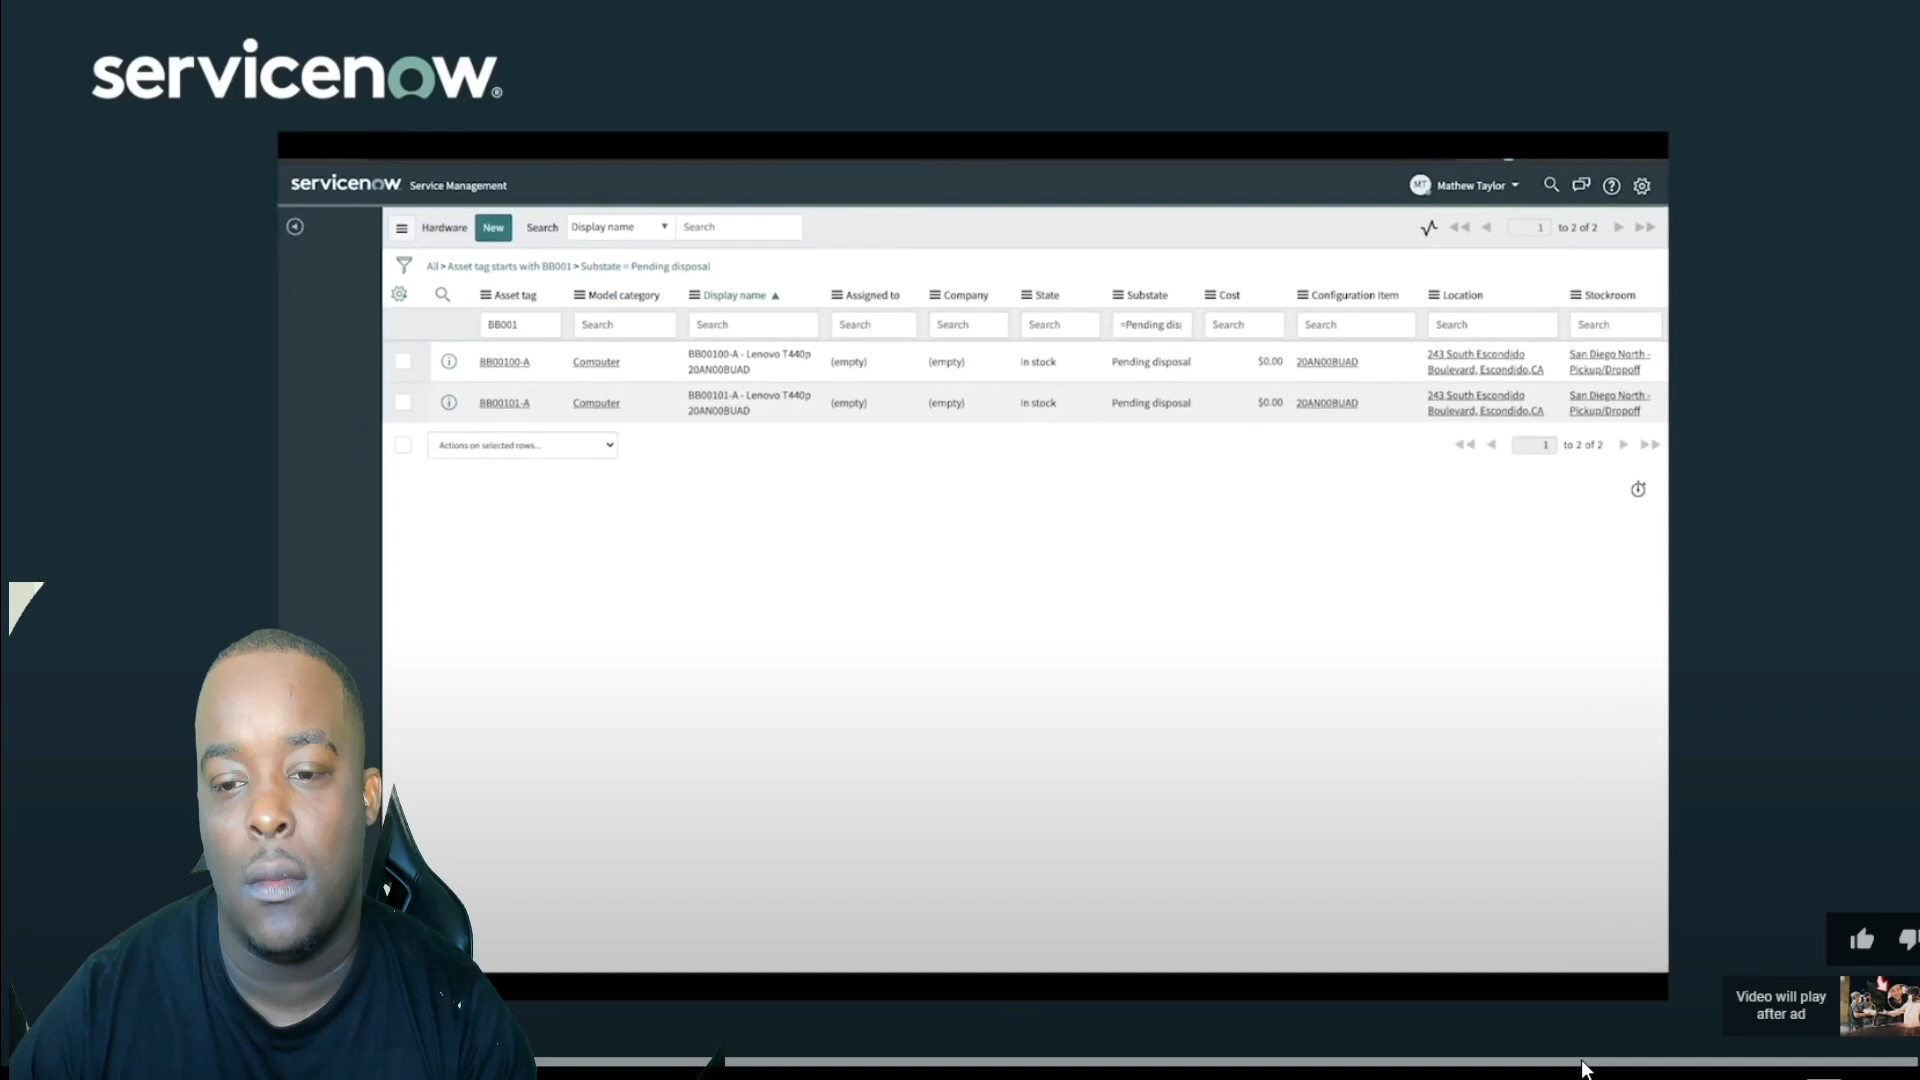 servicenow®
servicenow Service Management
MT Mathew Taylor
Hardware New Search Display name Search 1 to 2 of 2
All > Asset tag starts with BB001 > Substate = Pending disposal
Asset tag Model category Display name Assigned to Company State Substate Cost Configuration Item Location Stockroom
BB001 Search Search Search Search Search =Pending dis Search Search Search Search
BB00100-A Computer BB00100-A - Lenovo T440p (empty) (empty) In stock Pending disposal $0.00 20AN00BUAD 243 South Escondido San Diego North -
20AN00BUAD Boulevard, Escondido,CA Pickup/Dropoff
BB00101-A Computer BB00101-A - Lenovo T440p (empty) (empty) In stock Pending disposal $0.00 20AN00BUAD 243 South Escondido San Diego North -
20AN00BUAD Boulevard, Escondido,CA Pickup/Dropoff
Actions on selected rows... 1 to 2 of 2
Video will play
after ad